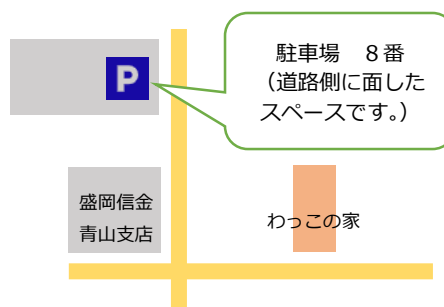 駐車場　８番
（道路側に面した
スペースです。）
P
盛岡信金
青山支店
わっこの家